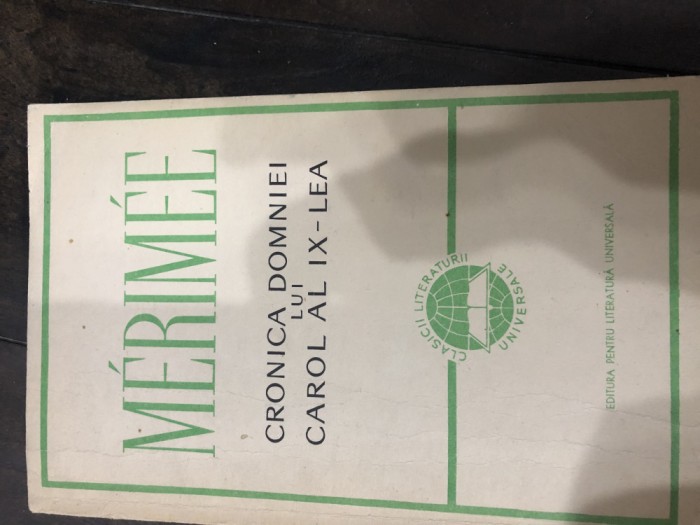 MÉRIMÉE
CRONICA DOMNIEI
LUI
CAROL AL IX-LEA
CLASICII LITERATURII
UNIVERSALE
EDITURA PENTRU LITERATURĂ UNIVERSALĂ